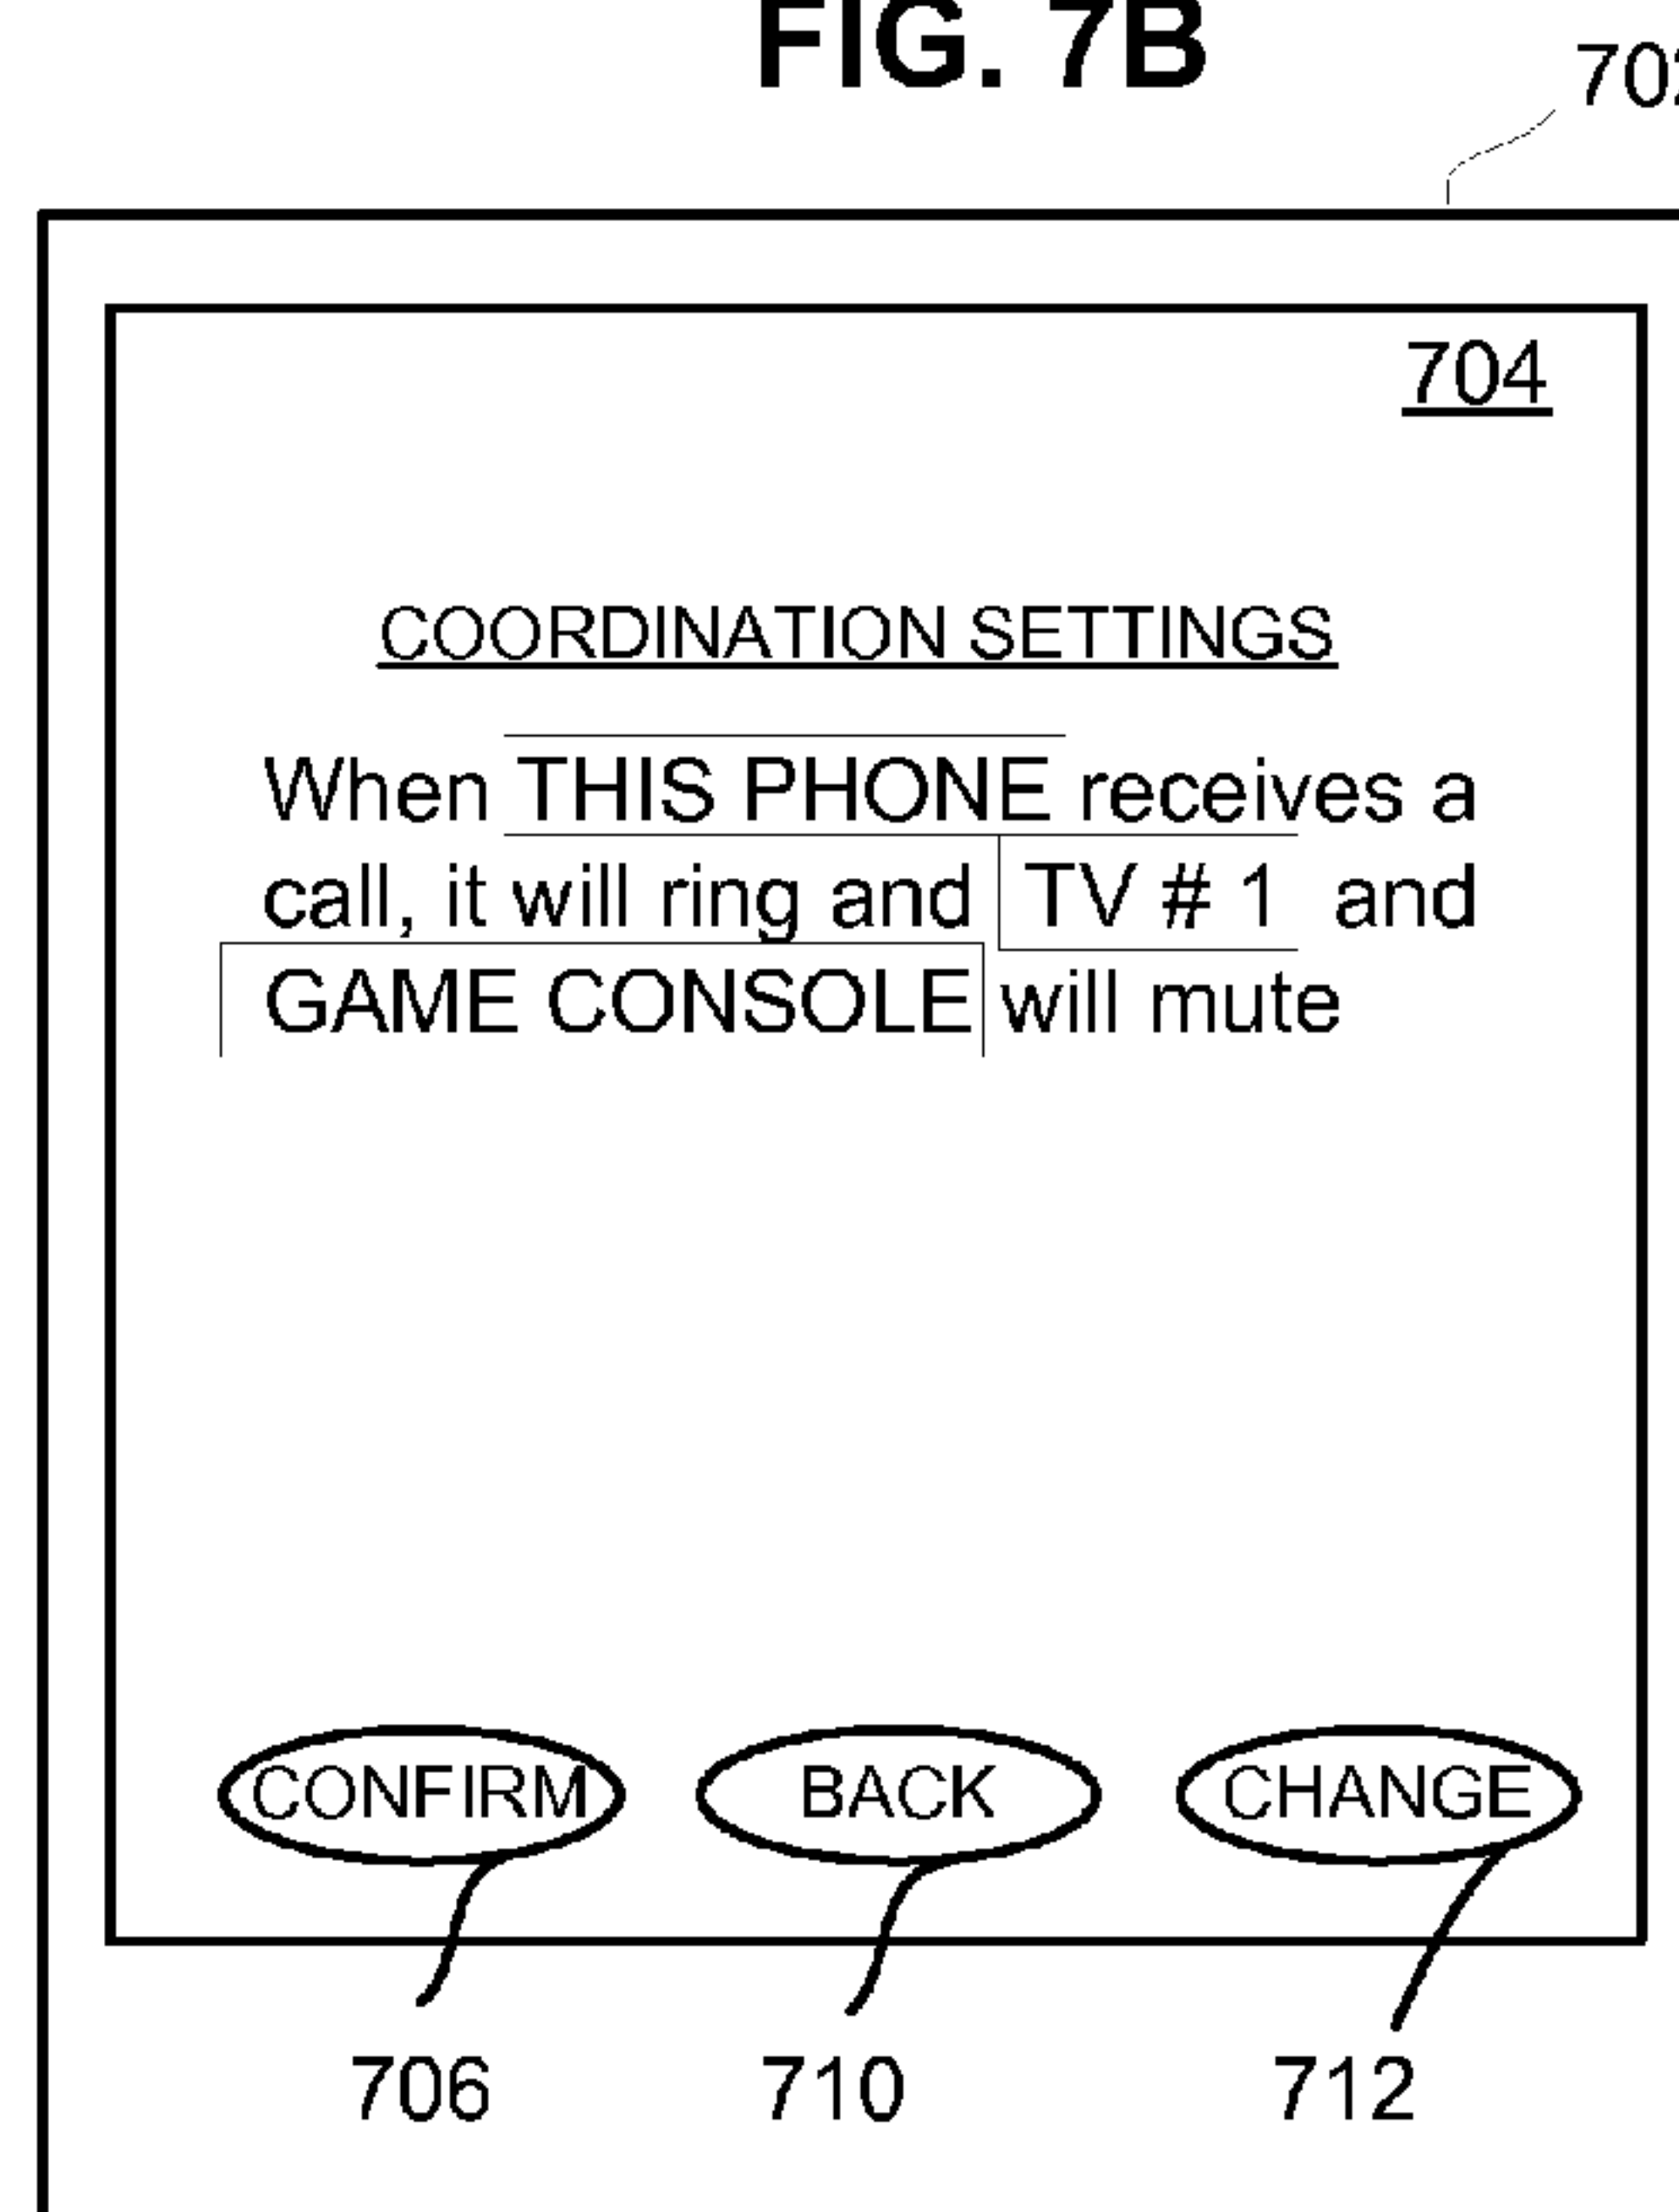 FIG. 7B
704
COORDINATION SETTINGS
When THIS PHONE receives a
call, it will ring and TV # 1 and
GAME CONSOLE will mute
CONFIRM BACK CHANGE
706 710 712